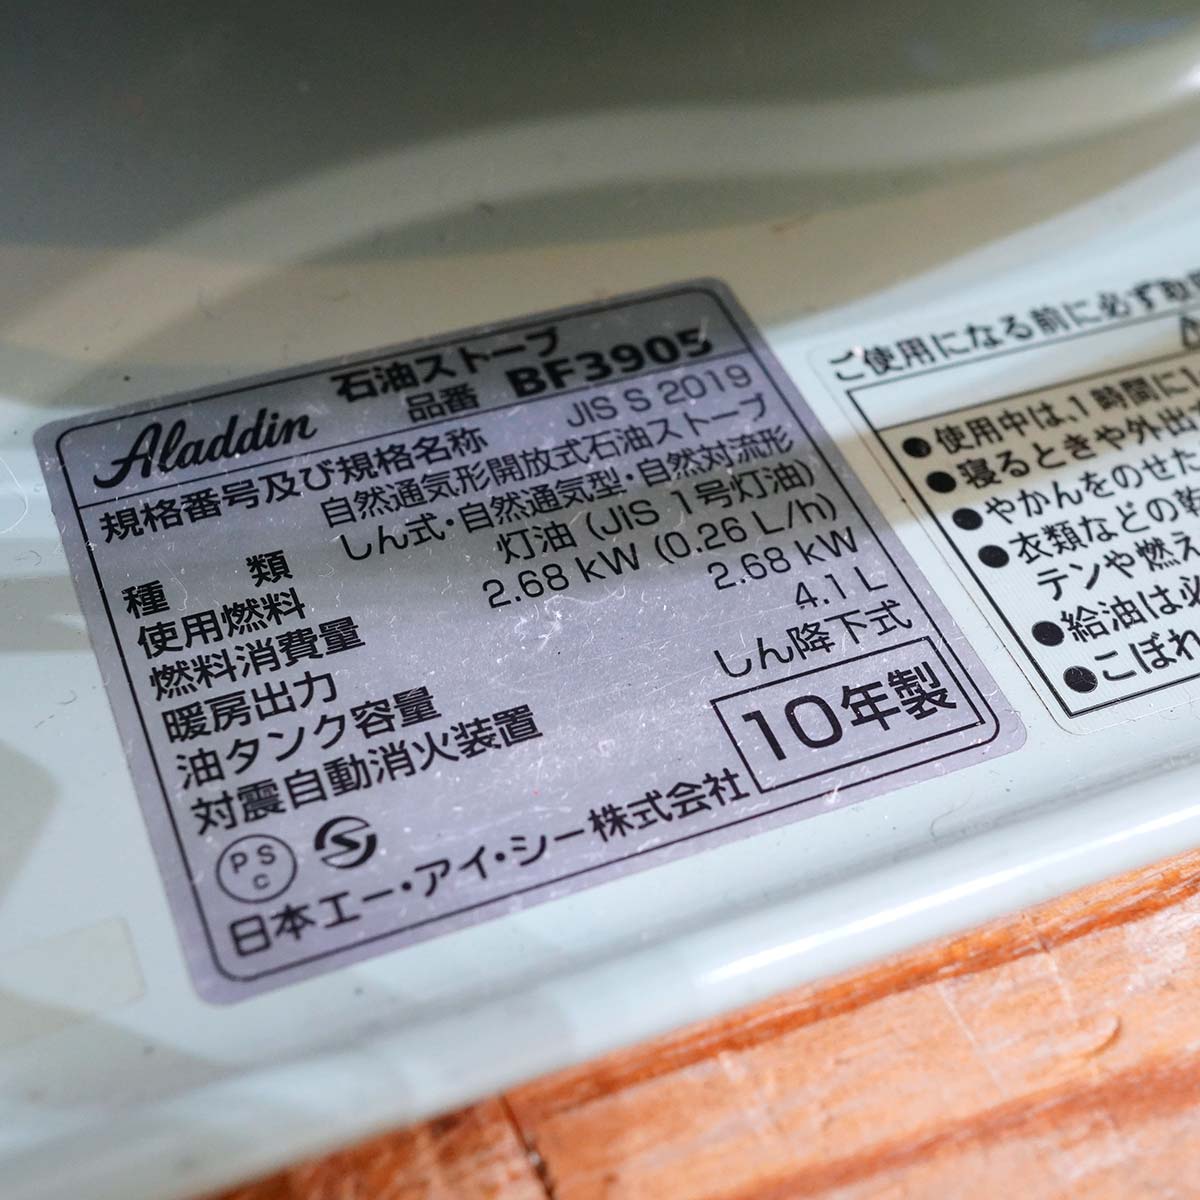 Aladdin 石油ストーブ
品番 BF3905
規格番号及び規格名称 JIS S 2019
自然通気形開放式石油ストーブ
種類 しん式・自然通気型・自然対流形
使用燃料 灯油 (JIS 1号灯油)
燃料消費量 2.68 kW (0.26 L/h)
暖房出力 2.68 kW
油タンク容量 4.1 L
対震自動消火装置 しん降下式
10年製
PSC
日本エー・アイ・シー株式会社
ご使用になる前に必ず取
●使用中は、1時間に1
●寝るときや外出
●やかんをのせた
●衣類などの乾
テンや燃え
●給油は必
●こぼれ